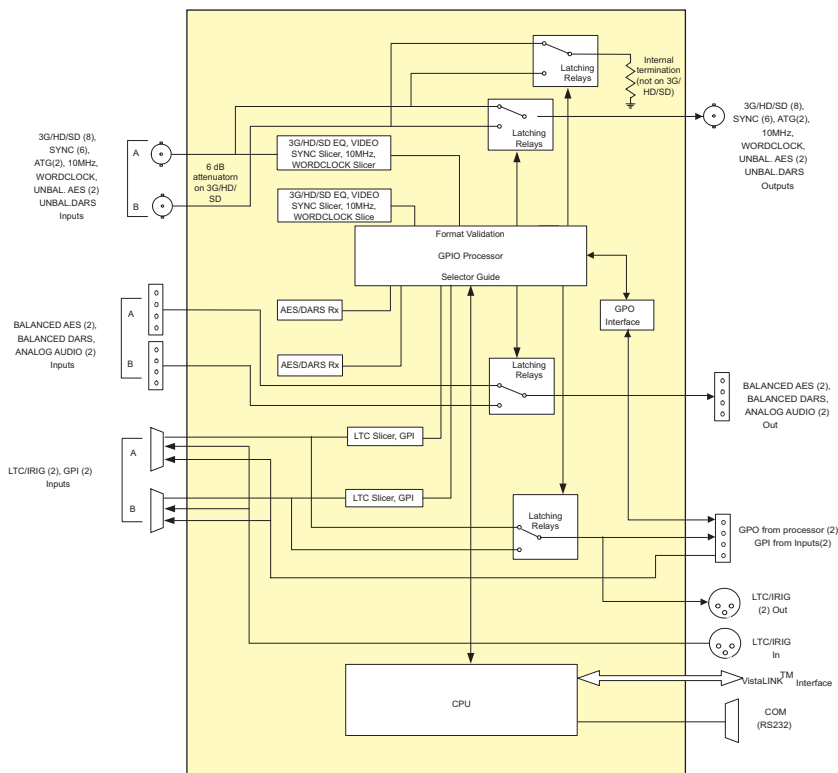 Latching
Relays
Internal
termination
(not on 3G/
HD/SD)
Latching
Relays
3G/HD/SD (8),
SYNC (6),
ATG(2), 10MHz,
WORDCLOCK,
UNBAL. AES (2)
UNBAL.DARS
Inputs
A
B
6 dB
attenuatorn
on 3G/HD/
SD
3G/HD/SD EQ, VIDEO
SYNC Slicer, 10MHz,
WORDCLOCK Slicer
3G/HD/SD EQ, VIDEO
SYNC Slicer, 10MHz,
WORDCLOCK Slice
3G/HD/SD (8),
SYNC (6), ATG(2),
10MHz,
WORDCLOCK,
UNBAL. AES (2)
UNBAL.DARS
Outputs
Format Validation
GPIO Processor
Selector Guide
GPO
Interface
BALANCED AES (2),
BALANCED DARS,
ANALOG AUDIO (2)
Inputs
A
B
AES/DARS Rx
AES/DARS Rx
Latching
Relays
BALANCED AES (2),
BALANCED DARS,
ANALOG AUDIO (2)
Out
LTC/IRIG (2), GPI (2)
Inputs
A
B
LTC Slicer, GPI
LTC Slicer, GPI
Latching
Relays
GPO from processor (2)
GPI from Inputs(2)
LTC/IRIG
(2) Out
LTC/IRIG
In
CPU
VistaLINK TM Interface
COM
(RS232)